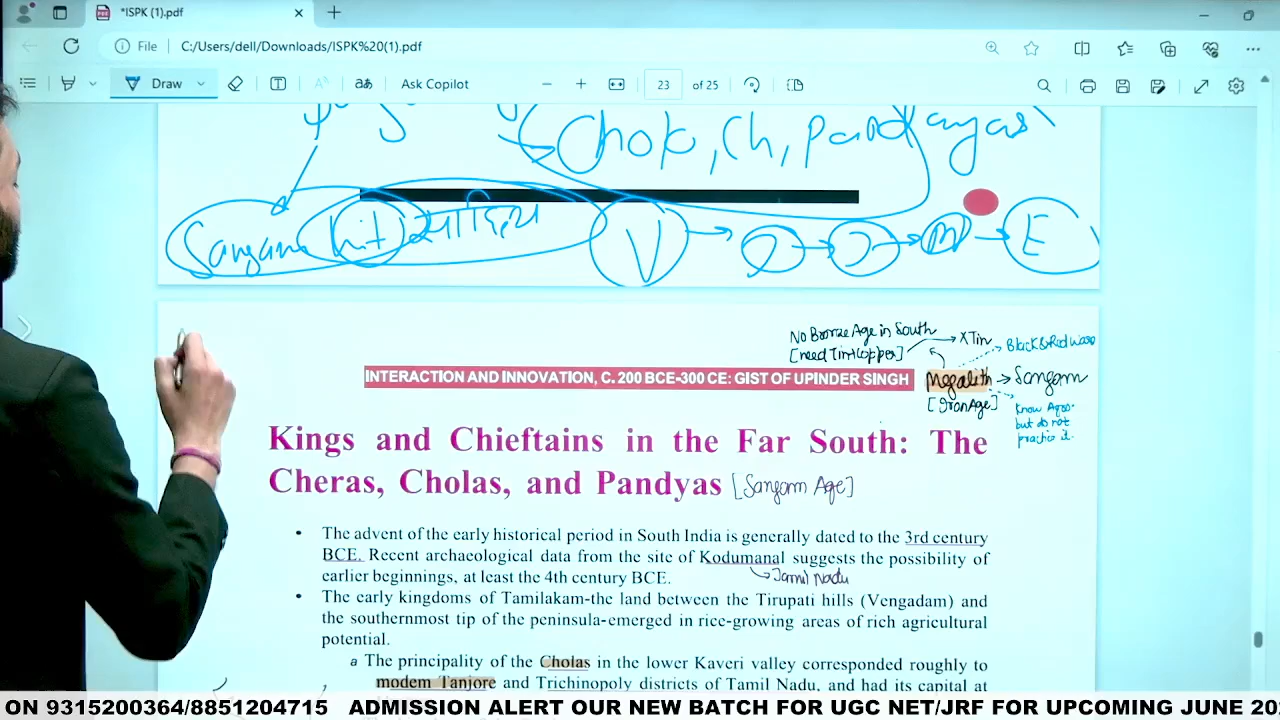 *ISPK (1).pdf
File C:/Users/dell/Downloads/ISPK%20(1).pdf
Draw Ask Copilot 23 of 25
Chok, Ch, pandyayas
Sangama साहित्य V 2 J M E
No Bronze Age in South → X Tin
[need Tin+Copper]
Black & Red Ware
INTERACTION AND INNOVATION, C. 200 BCE-300 CE: GIST OF UPINDER SINGH Megalith → Sangam
[Iron Age]
Know Agro.
but do not
practice it.
Kings and Chieftains in the Far South: The
Cheras, Cholas, and Pandyas [Sangam Age]
• The advent of the early historical period in South India is generally dated to the 3rd century
BCE. Recent archaeological data from the site of Kodumanal suggests the possibility of
earlier beginnings, at least the 4th century BCE. Tamil Nadu
• The early kingdoms of Tamilakam-the land between the Tirupati hills (Vengadam) and
the southernmost tip of the peninsula-emerged in rice-growing areas of rich agricultural
potential.
a The principality of the Cholas in the lower Kaveri valley corresponded roughly to
modem Tanjore and Trichinopoly districts of Tamil Nadu, and had its capital at
ON 9315200364/8851204715 ADMISSION ALERT OUR NEW BATCH FOR UGC NET/JRF FOR UPCOMING JUNE 20